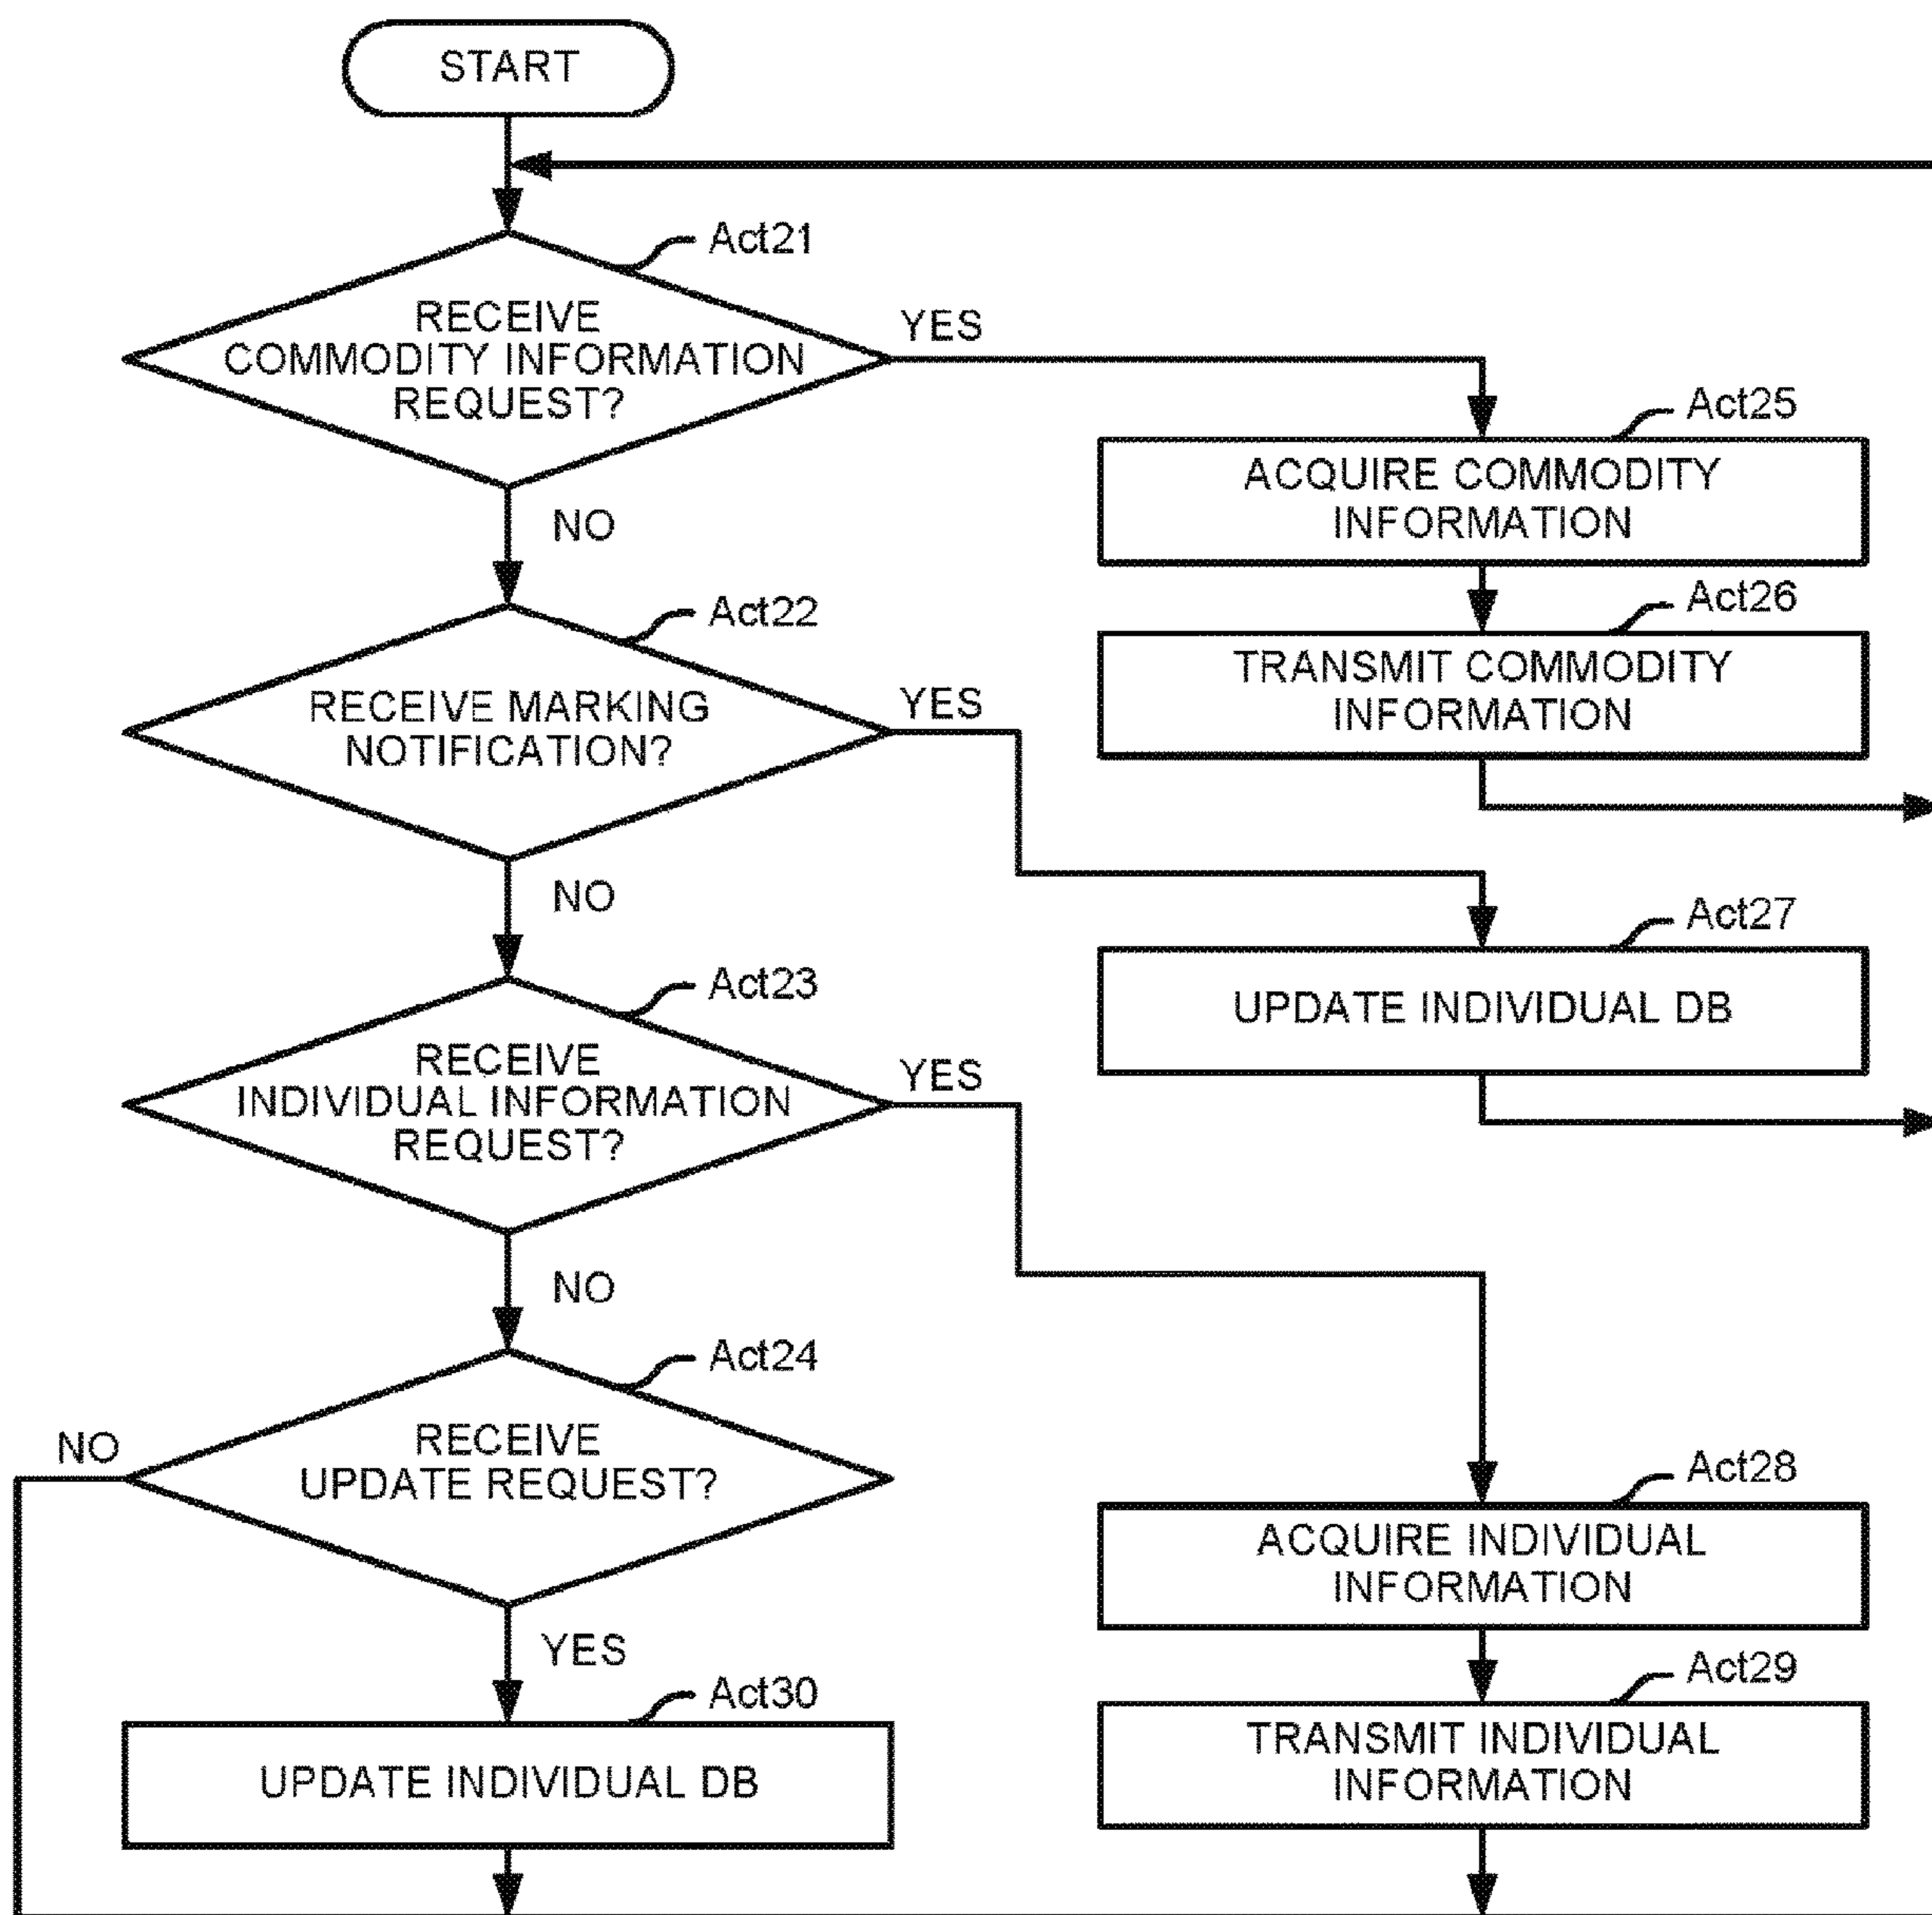 START
Act21
RECEIVE
COMMODITY INFORMATION
REQUEST?
YES
NO
Act25
ACQUIRE COMMODITY
INFORMATION
Act26
TRANSMIT COMMODITY
INFORMATION
Act22
RECEIVE MARKING
NOTIFICATION?
YES
NO
Act27
UPDATE INDIVIDUAL DB
Act23
RECEIVE
INDIVIDUAL INFORMATION
REQUEST?
YES
NO
Act24
RECEIVE
UPDATE REQUEST?
NO
YES
Act28
ACQUIRE INDIVIDUAL
INFORMATION
Act29
TRANSMIT INDIVIDUAL
INFORMATION
Act30
UPDATE INDIVIDUAL DB